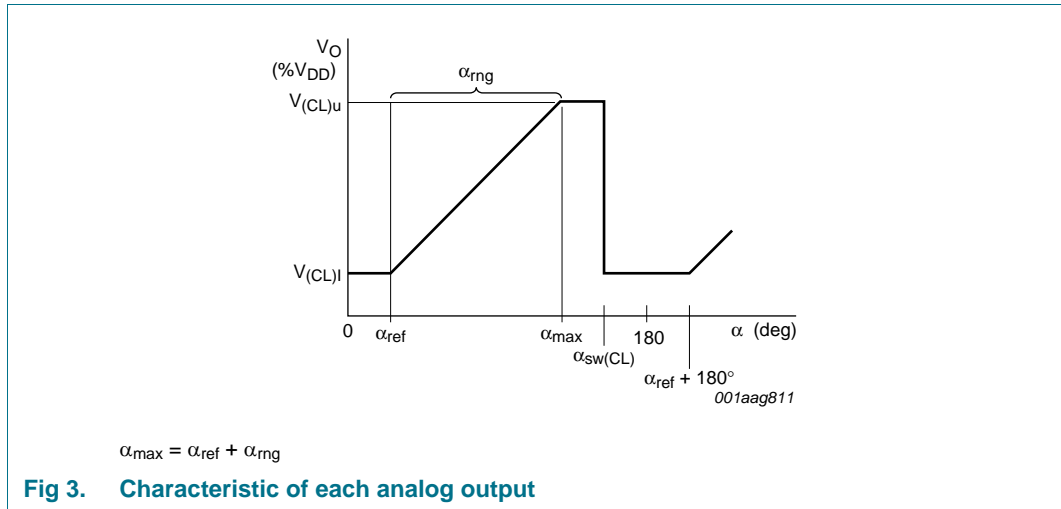 VO
(%VDD)
αrng
V(CL)u
V(CL)l
0 αref αmax 180 α (deg)
αsw(CL)
αref + 180°
001aag811
αmax = αref + αrng
Fig 3. Characteristic of each analog output